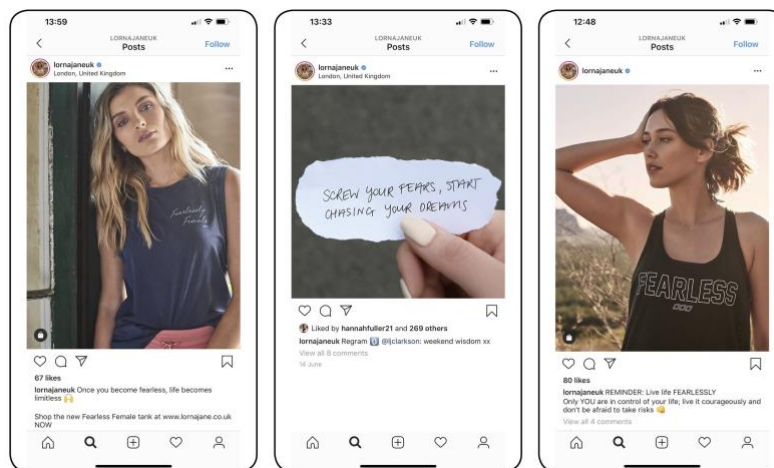 13:59
LORNAJANEUK
Posts
Follow
lornajaneuk
London, United Kingdom
Fearlessly
Female
67 likes
lornajaneuk Once you become fearless, life becomes
limitless 🙌
Shop the new Fearless Female tank at www.lornajane.co.uk
NOW
13:33
LORNAJANEUK
Posts
Follow
lornajaneuk
London, United Kingdom
SCREW YOUR FEARS, START
CHASING YOUR DREAMS
Liked by hannahfuller21 and 269 others
lornajaneuk Regram @ljclarkson: weekend wisdom xx
View all 8 comments
14 June
12:48
LORNAJANEUK
Posts
Follow
lornajaneuk
FEARLESS
80 likes
lornajaneuk REMINDER: Live life FEARLESSLY
Only YOU are in control of your life; live it courageously and
don't be afraid to take risks 👊
View all 4 comments